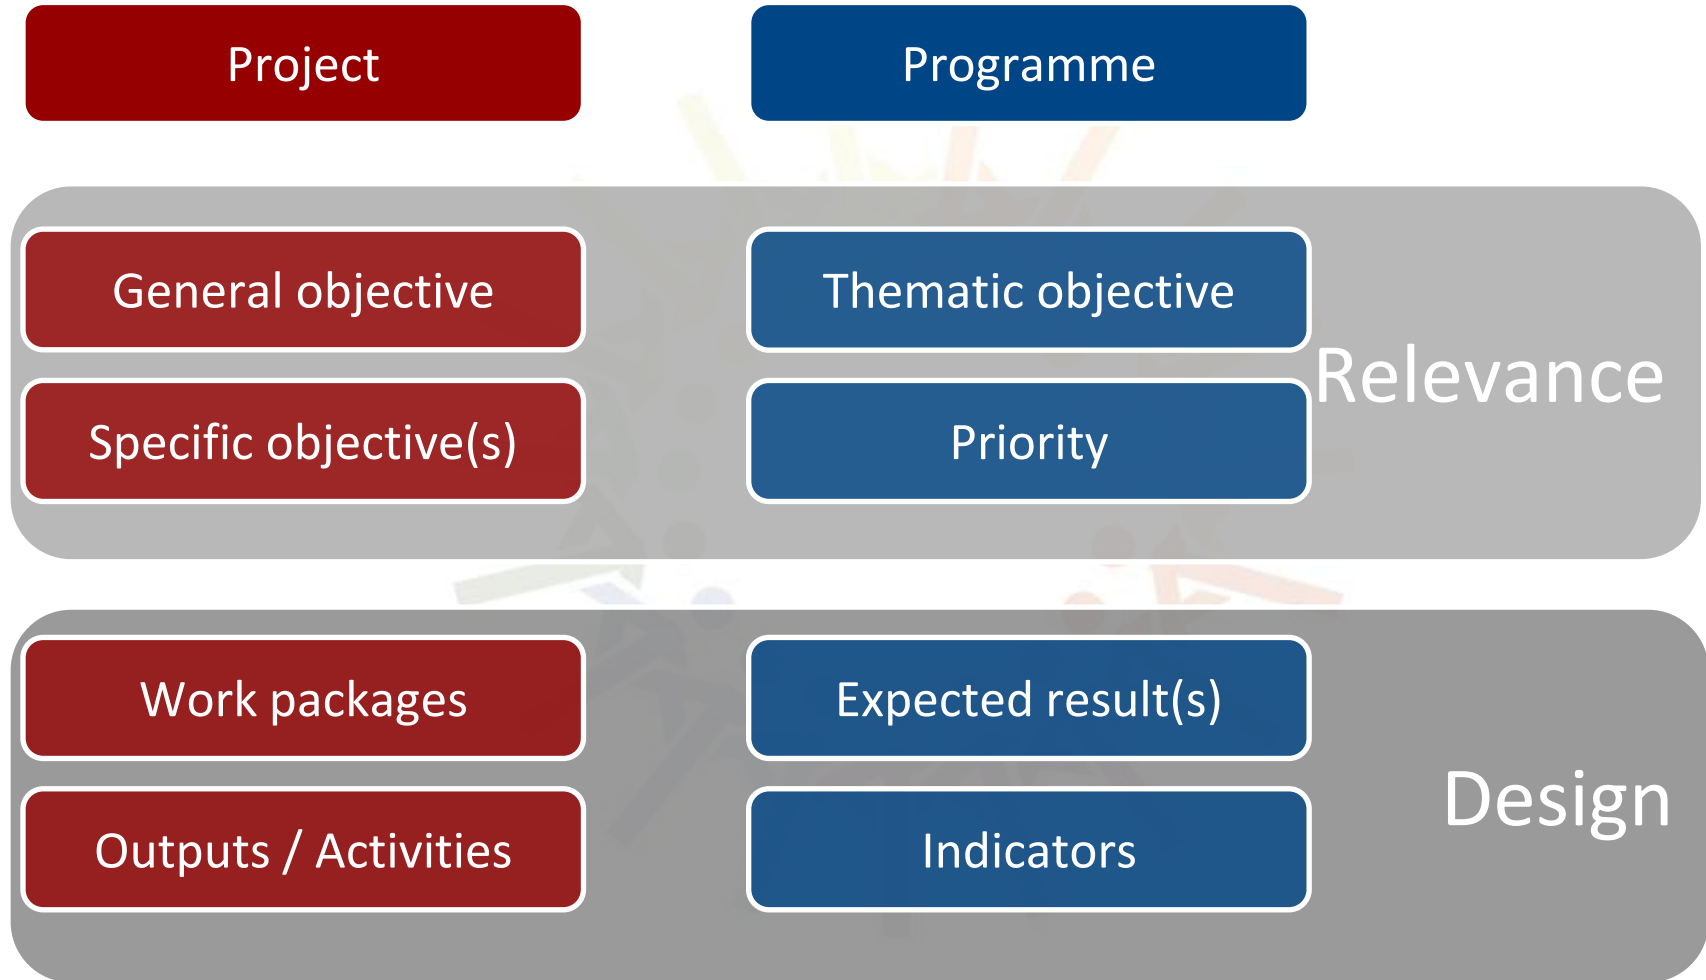 Project
Programme
General objective
Thematic objective
Specific objective(s)
Priority
Relevance
Work packages
Expected result(s)
Outputs / Activities
Indicators
Design